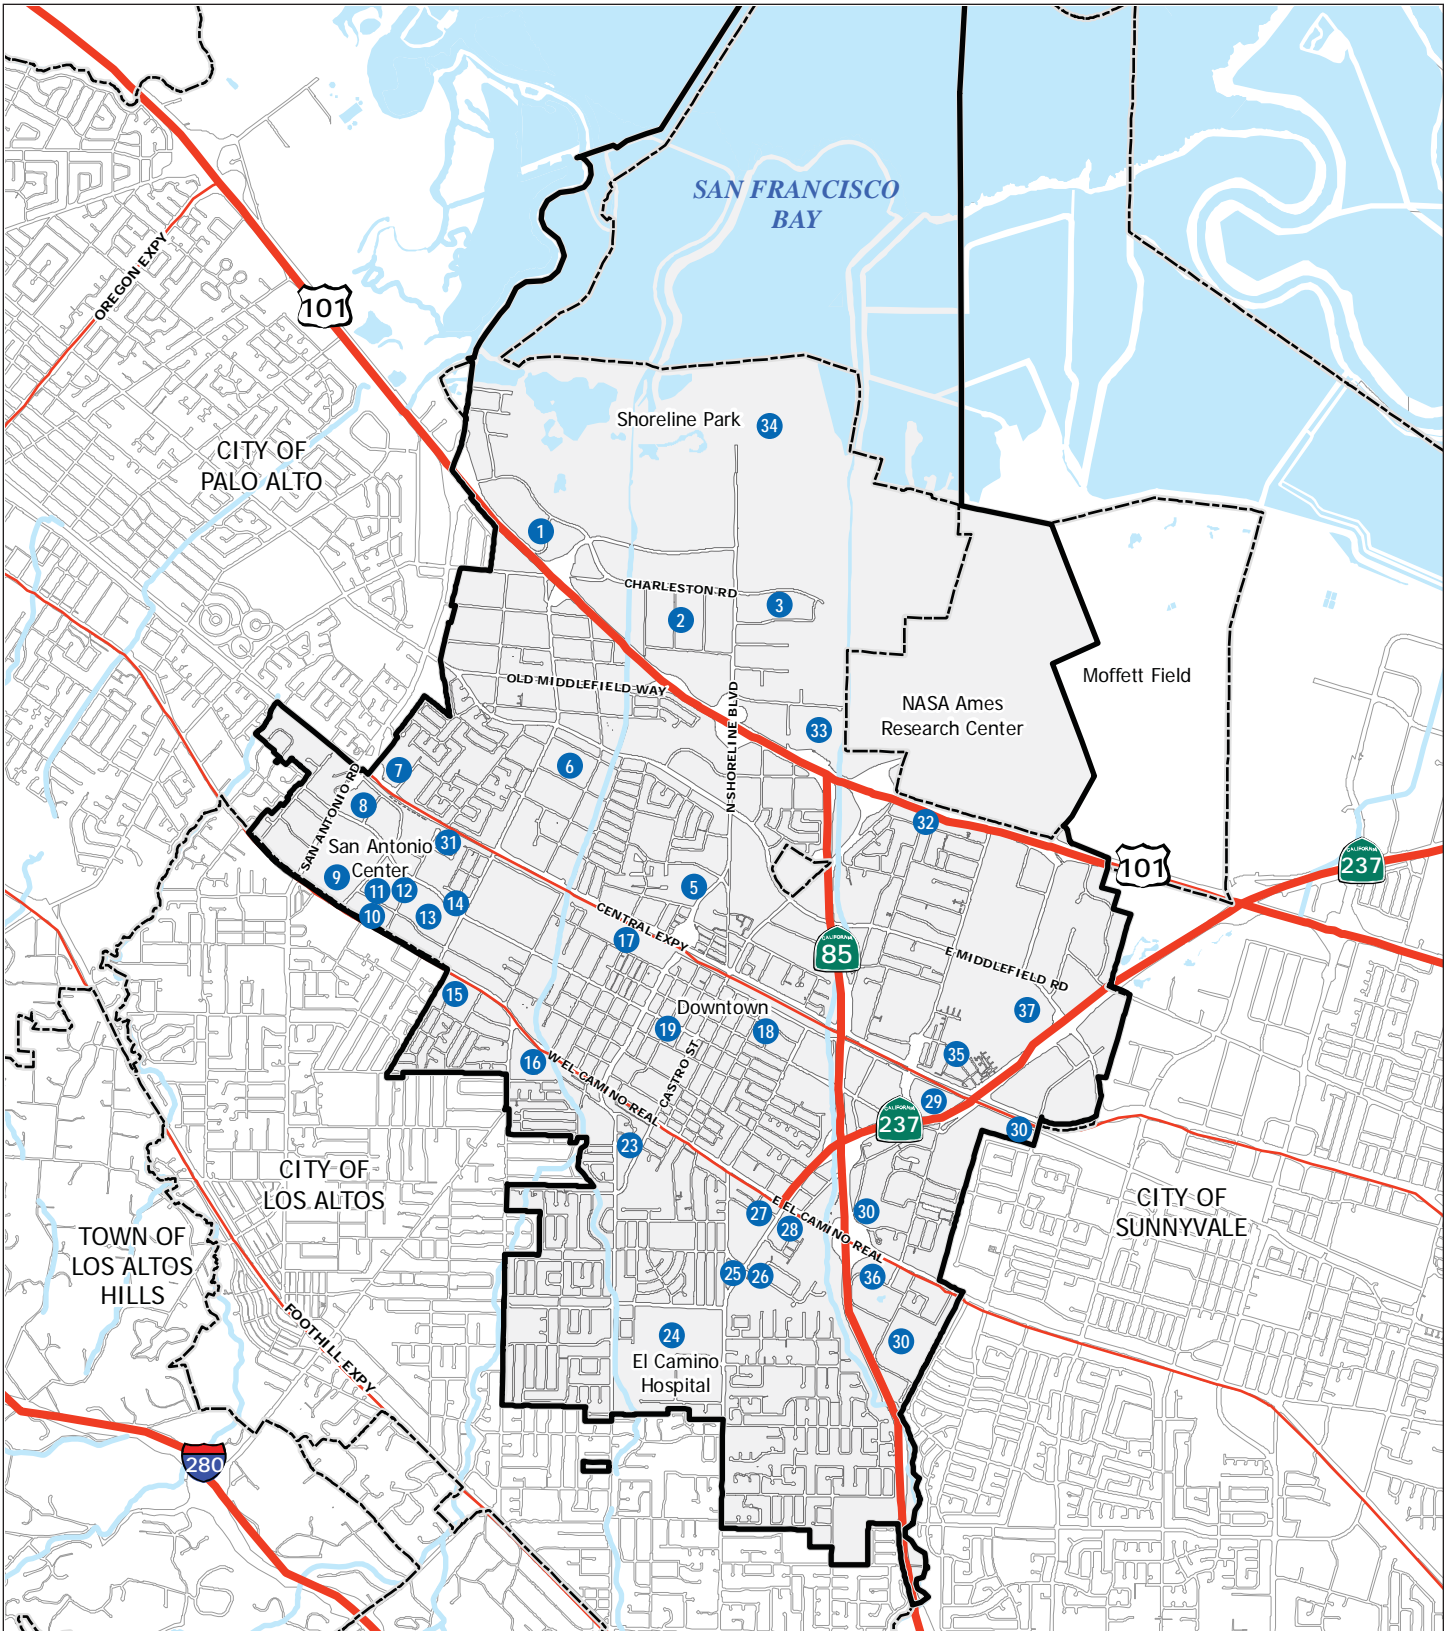 SAN FRANCISCO
BAY
OREGON EXPY
101
Shoreline Park
34
CITY OF
PALO ALTO
1
CHARLESTON RD
3
2
Moffett Field
OLD MIDDLEFIELD WAY
NASA Ames
Research Center
N SHORELINE BLVD
33
6
7
SAN ANTONIO RD
8
32
31
San Antonio
Center
101
CALIFORNIA
237
9
11
12
5
14
10
13
CENTRAL EXPY
17
CALIFORNIA
85
E MIDDLEFIELD RD
15
Downtown
37
19
18
35
16
W EL CAMINO REAL
CASTRO ST
29
CALIFORNIA
237
30
23
CITY OF
LOS ALTOS
CITY OF
SUNNYVALE
27
E EL CAMINO REAL
30
28
TOWN OF
LOS ALTOS
HILLS
25
26
36
FOOTHILL EXPY
24
30
El Camino
Hospital
280